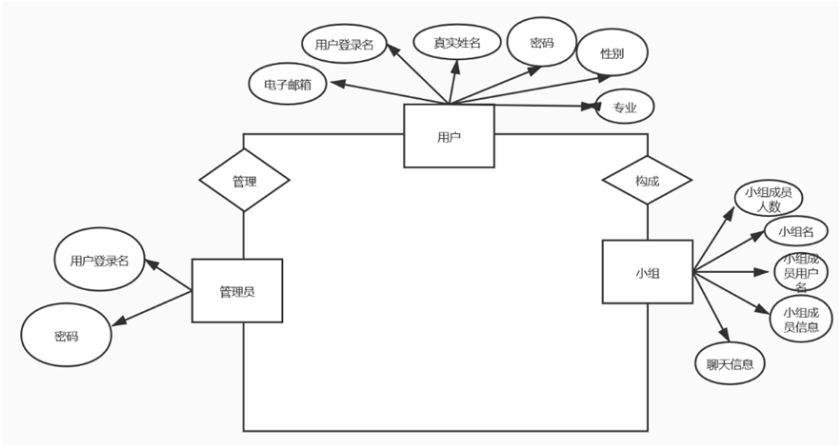 用户登录名
真实姓名
密码
性别
电子邮箱
专业
用户
管理
构成
小组成员
人数
小组名
小组成
员用户
名
小组成
员信息
聊天信息
小组
用户登录名
管理员
密码